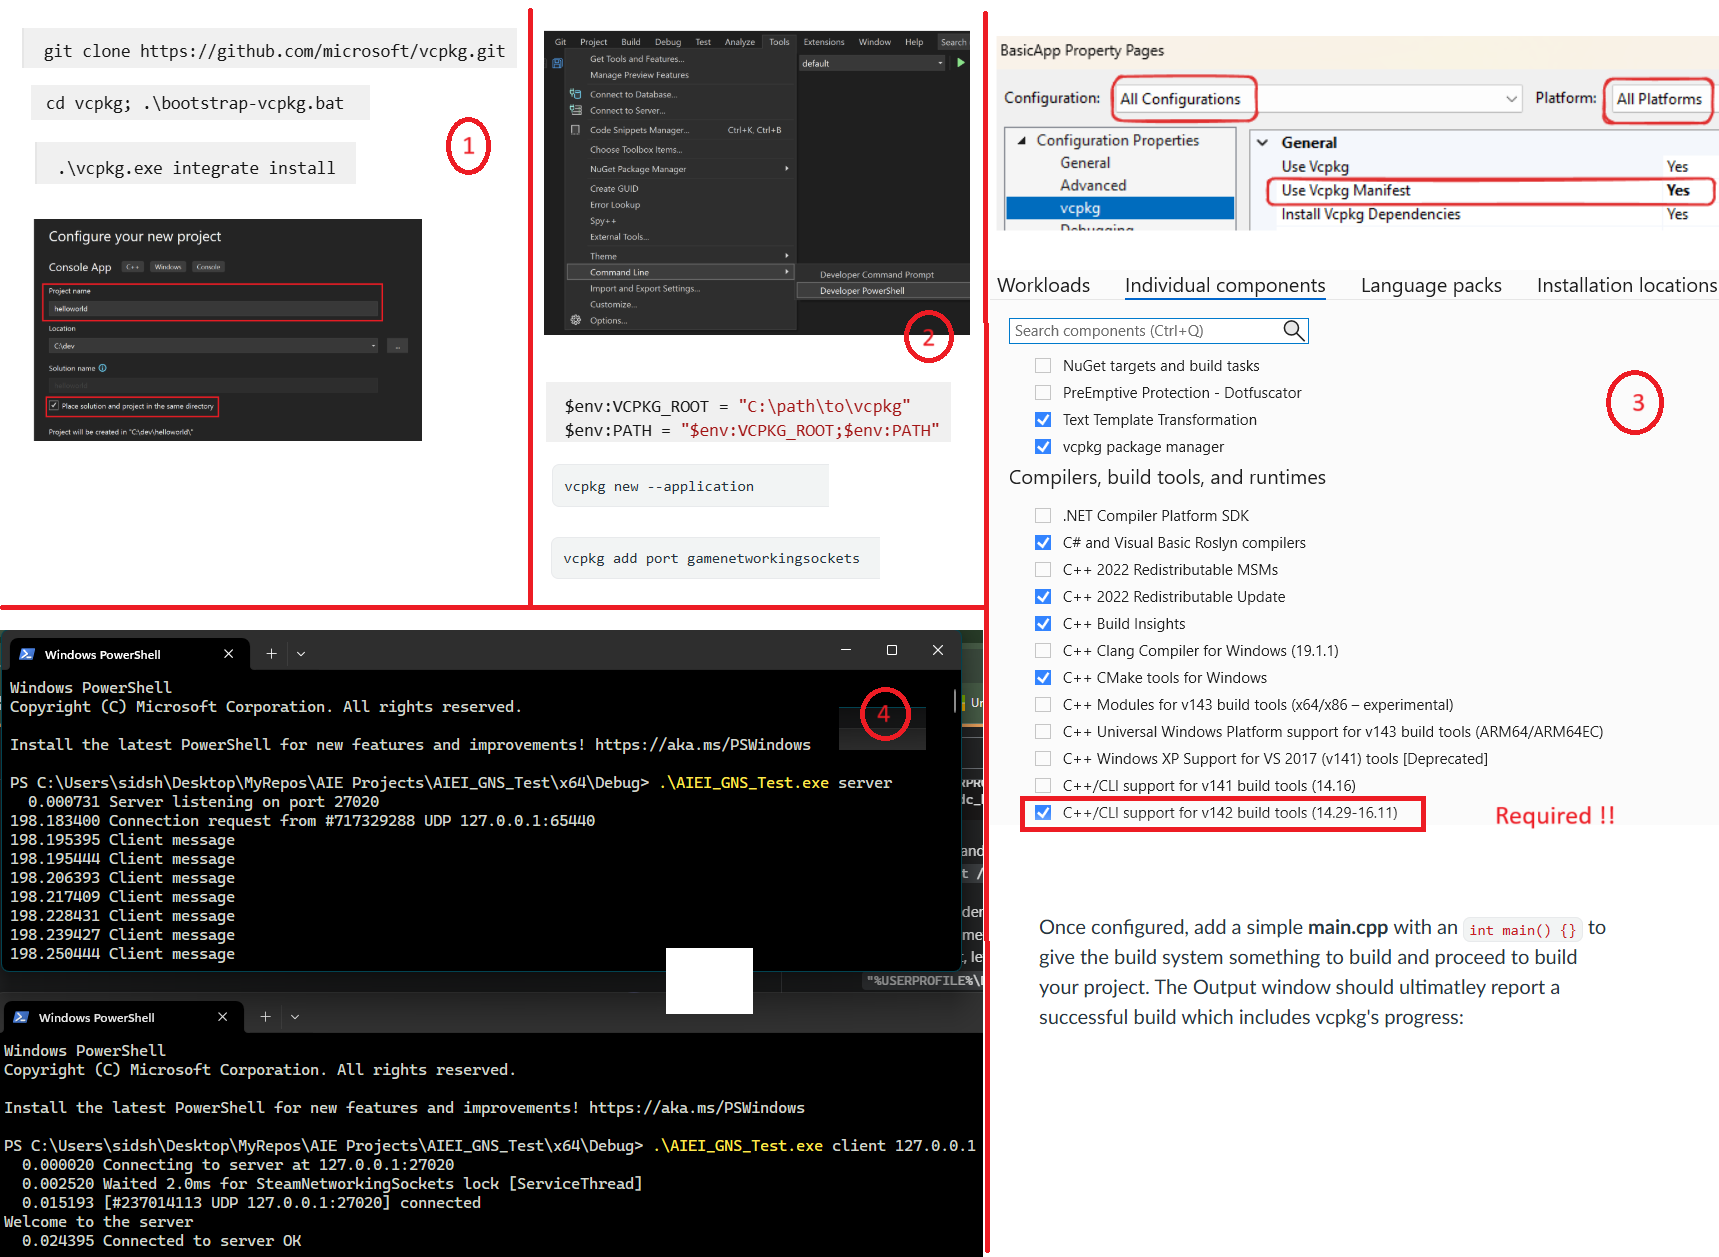 git clone https://github.com/microsoft/vcpkg.git
cd vcpkg; .\bootstrap-vcpkg.bat
.\vcpkg.exe integrate install
1
Configure your new project
Console App C++ Windows Console
Project name
helloworld
Location
C:\dev
...
Solution name
helloworld
Place solution and project in the same directory
Project will be created in "C:\dev\helloworld\"
Git Project Build Debug Test Analyze Tools Extensions Window Help Search
Get Tools and Features...
default
Manage Preview Features
Connect to Database...
Connect to Server...
Code Snippets Manager... Ctrl+K, Ctrl+B
Choose Toolbox Items...
NuGet Package Manager
Create GUID
Error Lookup
Spy++
External Tools...
Theme
Command Line
Developer Command Prompt
Import and Export Settings...
Developer PowerShell
Customize...
Options...
2
$env:VCPKG_ROOT = "C:\path\to\vcpkg"
$env:PATH = "$env:VCPKG_ROOT;$env:PATH"
vcpkg new --application
vcpkg add port gamenetworkingsockets
BasicApp Property Pages
Configuration: All Configurations Platform: All Platforms
Configuration Properties
General
Advanced
vcpkg
Debugging
General
Use Vcpkg Yes
Use Vcpkg Manifest Yes
Install Vcpkg Dependencies Yes
Workloads Individual components Language packs Installation locations
Search components (Ctrl+Q)
NuGet targets and build tasks
PreEmptive Protection - Dotfuscator
Text Template Transformation
vcpkg package manager
3
Compilers, build tools, and runtimes
.NET Compiler Platform SDK
C# and Visual Basic Roslyn compilers
C++ 2022 Redistributable MSMs
C++ 2022 Redistributable Update
C++ Build Insights
C++ Clang Compiler for Windows (19.1.1)
C++ CMake tools for Windows
C++ Modules for v143 build tools (x64/x86 – experimental)
C++ Universal Windows Platform support for v143 build tools (ARM64/ARM64EC)
C++ Windows XP Support for VS 2017 (v141) tools [Deprecated]
C++/CLI support for v141 build tools (14.16)
C++/CLI support for v142 build tools (14.29-16.11)
Required !!
Once configured, add a simple main.cpp with an int main() {} to
give the build system something to build and proceed to build
your project. The Output window should ultimatley report a
successful build which includes vcpkg's progress:
Windows PowerShell
Windows PowerShell
Copyright (C) Microsoft Corporation. All rights reserved.
4
Install the latest PowerShell for new features and improvements! https://aka.ms/PSWindows
PS C:\Users\sidsh\Desktop\MyRepos\AIE Projects\AIEI_GNS_Test\x64\Debug> .\AIEI_GNS_Test.exe server
0.000731 Server listening on port 27020
198.183400 Connection request from #717329288 UDP 127.0.0.1:65440
198.195395 Client message
198.195444 Client message
198.206393 Client message
198.217409 Client message
198.228431 Client message
198.239427 Client message
198.250444 Client message
"%USERPROFILE%\
Windows PowerShell
Windows PowerShell
Copyright (C) Microsoft Corporation. All rights reserved.
Install the latest PowerShell for new features and improvements! https://aka.ms/PSWindows
PS C:\Users\sidsh\Desktop\MyRepos\AIE Projects\AIEI_GNS_Test\x64\Debug> .\AIEI_GNS_Test.exe client 127.0.0.1
0.000020 Connecting to server at 127.0.0.1:27020
0.002520 Waited 2.0ms for SteamNetworkingSockets lock [ServiceThread]
0.015193 [#237014113 UDP 127.0.0.1:27020] connected
Welcome to the server
0.024395 Connected to server OK